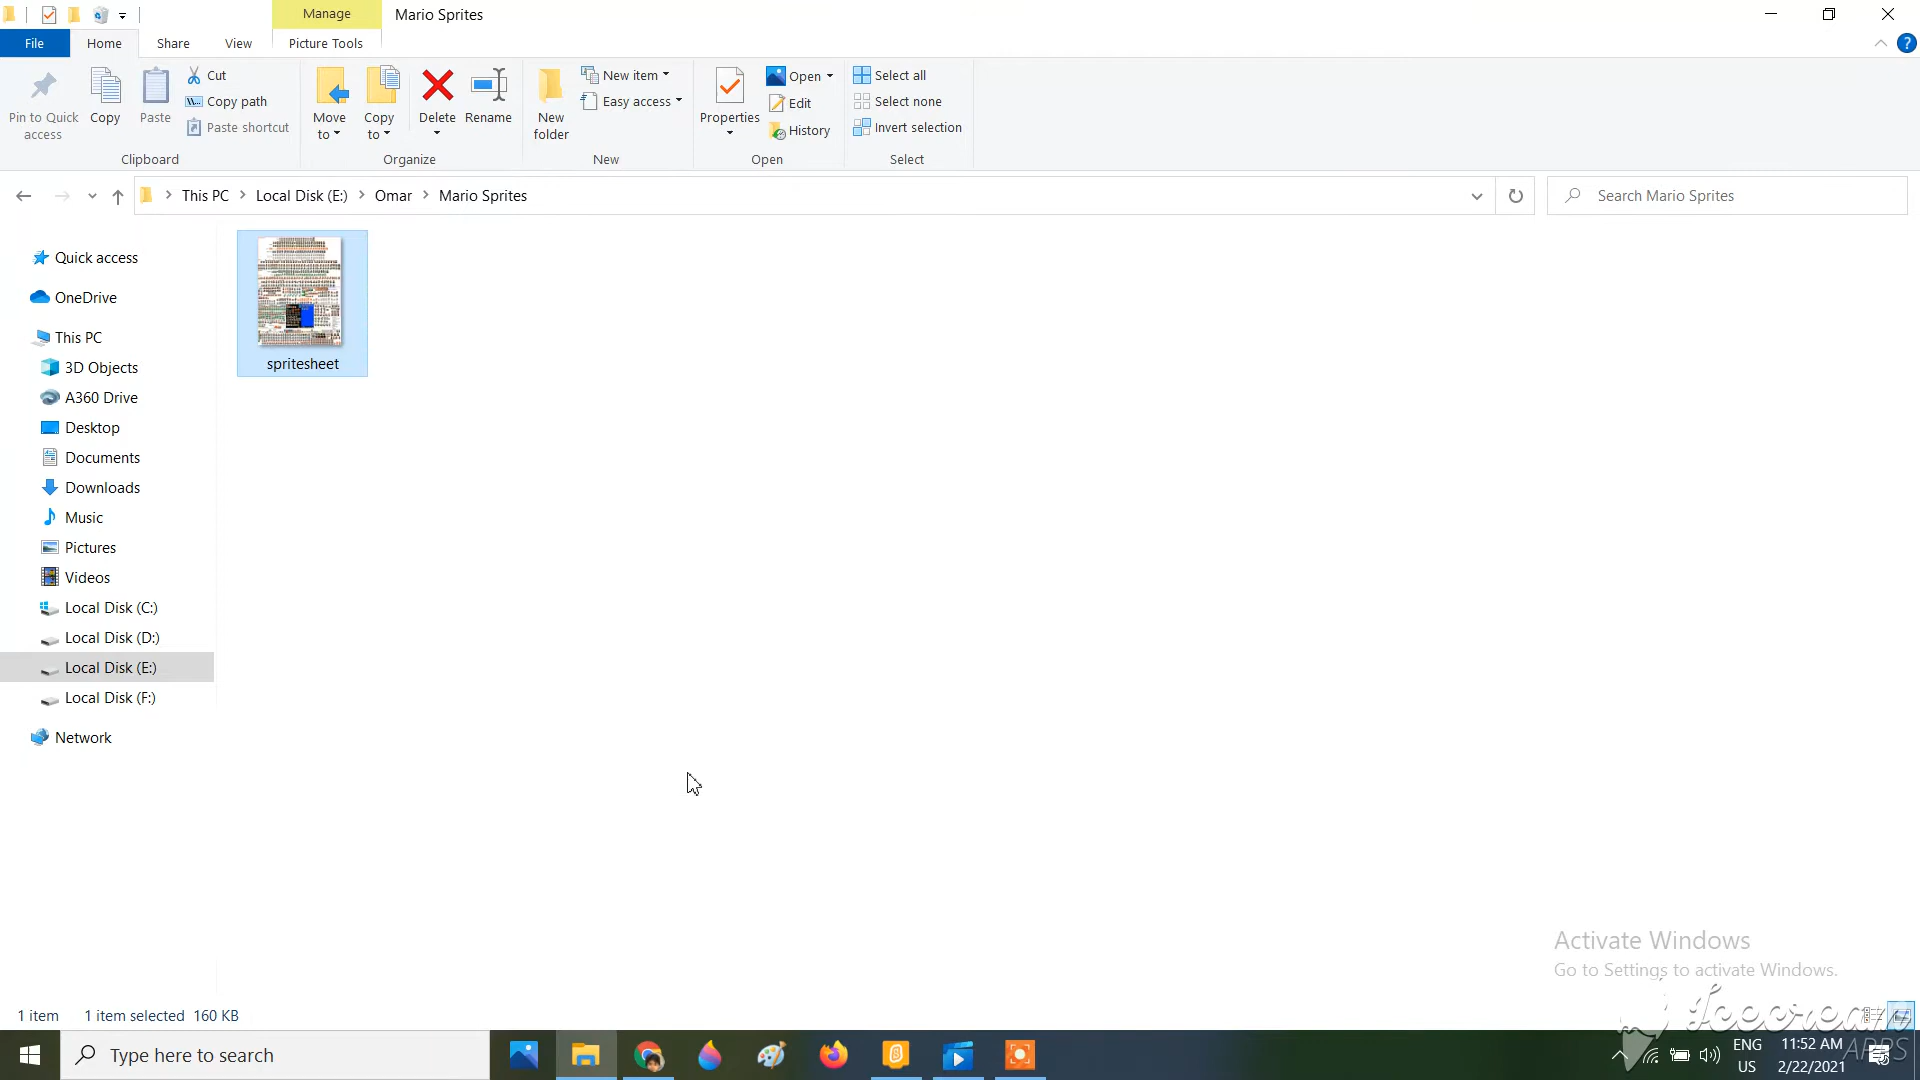 Manage
Mario Sprites
File
Home
Share
View
Picture Tools
Pin to Quick
access
Copy
Paste
Cut
Copy path
Paste shortcut
Clipboard
Move
to
Copy
to
Delete
Rename
Organize
New
folder
New item
Easy access
New
Properties
Open
Edit
History
Open
Select all
Select none
Invert selection
Select
This PC
Local Disk (E:)
Omar
Mario Sprites
Search Mario Sprites
Quick access
OneDrive
This PC
3D Objects
A360 Drive
Desktop
Documents
Downloads
Music
Pictures
Videos
Local Disk (C:)
Local Disk (D:)
Local Disk (E:)
Local Disk (F:)
Network
spritesheet
Activate Windows
Go to Settings to activate Windows.
Icecream
APPS
1 item
1 item selected 160 KB
Type here to search
ENG
US
11:52 AM
2/22/2021